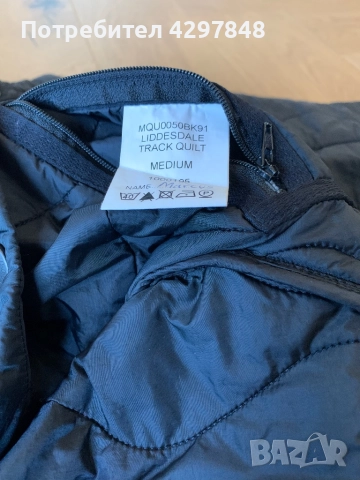 Потребител 4297848
MQU0050BK91
LIDDESDALE
TRACK QUILT
MEDIUM
NAME
BAZAR